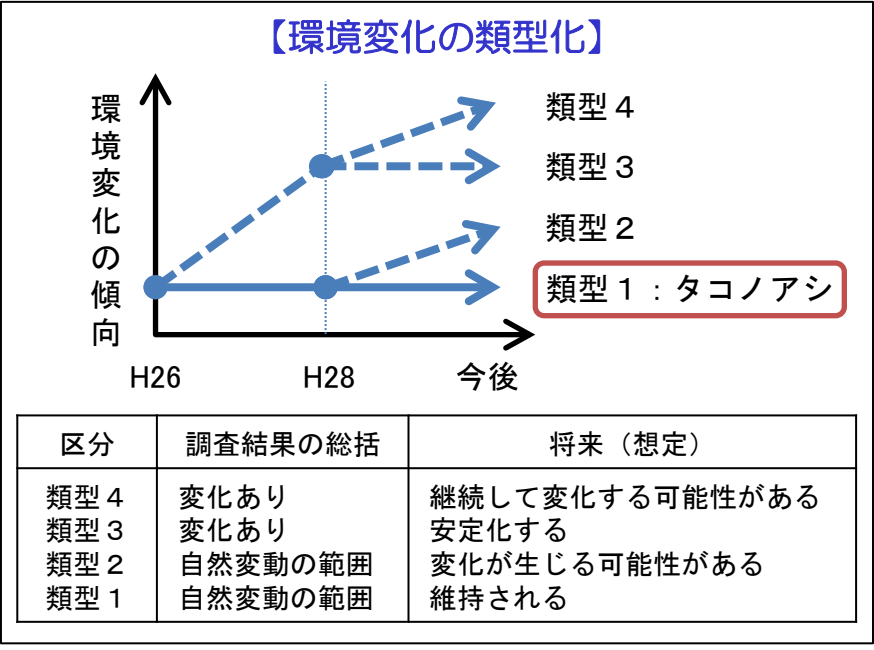 【環境変化の類型化】
環境変化の傾向
類型４
類型３
類型２
類型１：タコノアシ
H26
H28
今後
区分 調査結果の総括 将来（想定）
類型４ 変化あり 継続して変化する可能性がある
類型３ 変化あり 安定化する
類型２ 自然変動の範囲 変化が生じる可能性がある
類型１ 自然変動の範囲 維持される